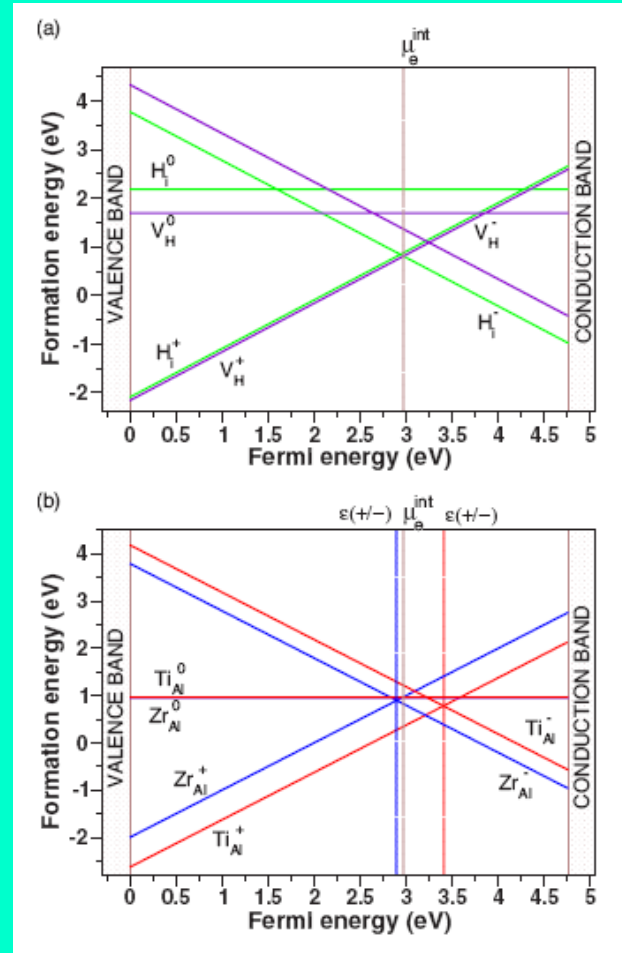 (a)
μ_e^int
Formation energy (eV)
4
3
2
1
0
-1
-2
VALENCE BAND
CONDUCTION BAND
H_i^0
V_H^0
V_H^-
H_i^-
H_i^+
V_H^+
0 0.5 1 1.5 2 2.5 3 3.5 4 4.5 5
Fermi energy (eV)
(b)
ε(+/−) μ_e^int ε(+/−)
Formation energy (eV)
4
3
2
1
0
-1
-2
VALENCE BAND
CONDUCTION BAND
Ti_Al^0
Zr_Al^0
Ti_Al^-
Zr_Al^+
Zr_Al^-
Ti_Al^+
0 0.5 1 1.5 2 2.5 3 3.5 4 4.5 5
Fermi energy (eV)